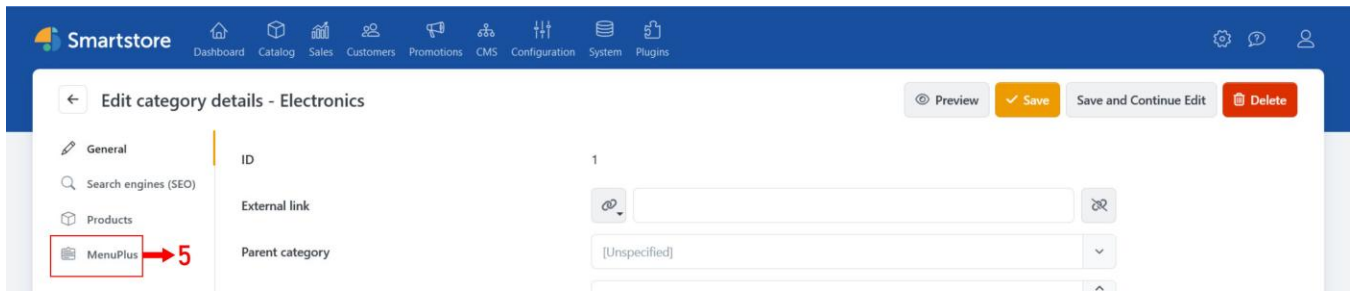 Smartstore
Dashboard Catalog Sales Customers Promotions CMS Configuration System Plugins
Edit category details - Electronics
Preview Save Save and Continue Edit Delete
General
ID 1
Search engines (SEO)
External link
Products
MenuPlus 5
Parent category [Unspecified]